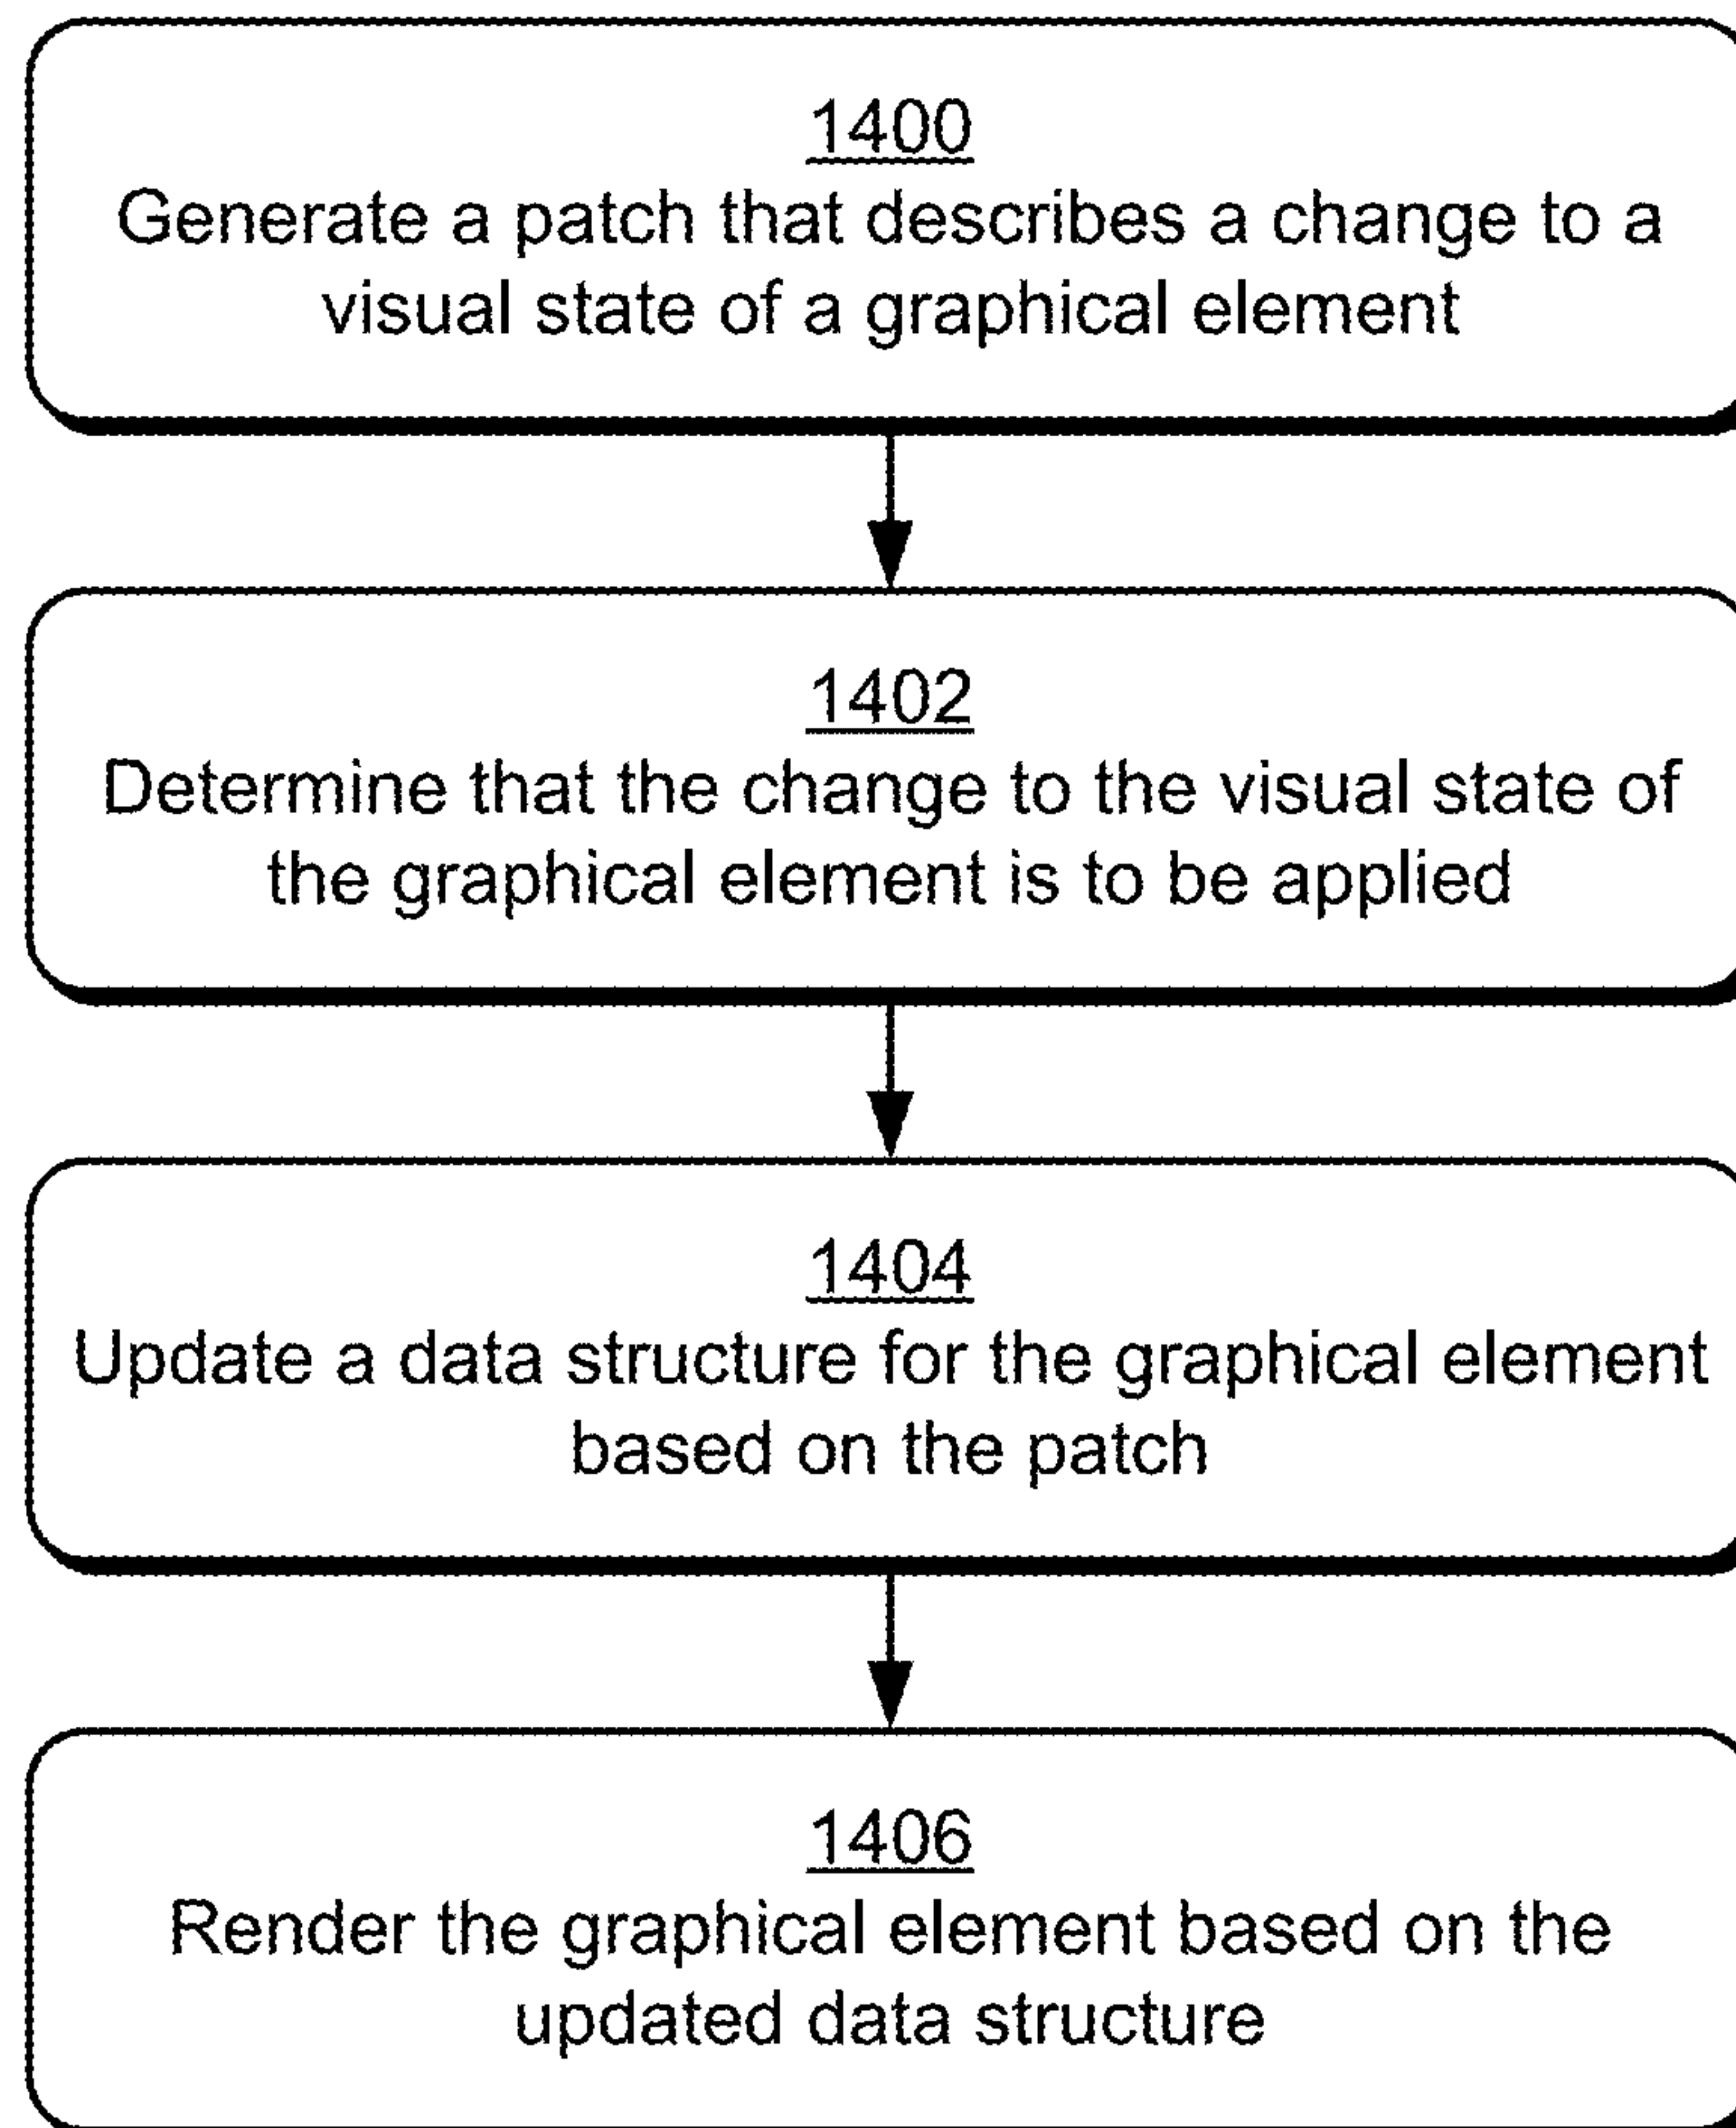 1400
Generate a patch that describes a change to a
visual state of a graphical element
1402
Determine that the change to the visual state of
the graphical element is to be applied
1404
Update a data structure for the graphical element
based on the patch
1406
Render the graphical element based on the
updated data structure